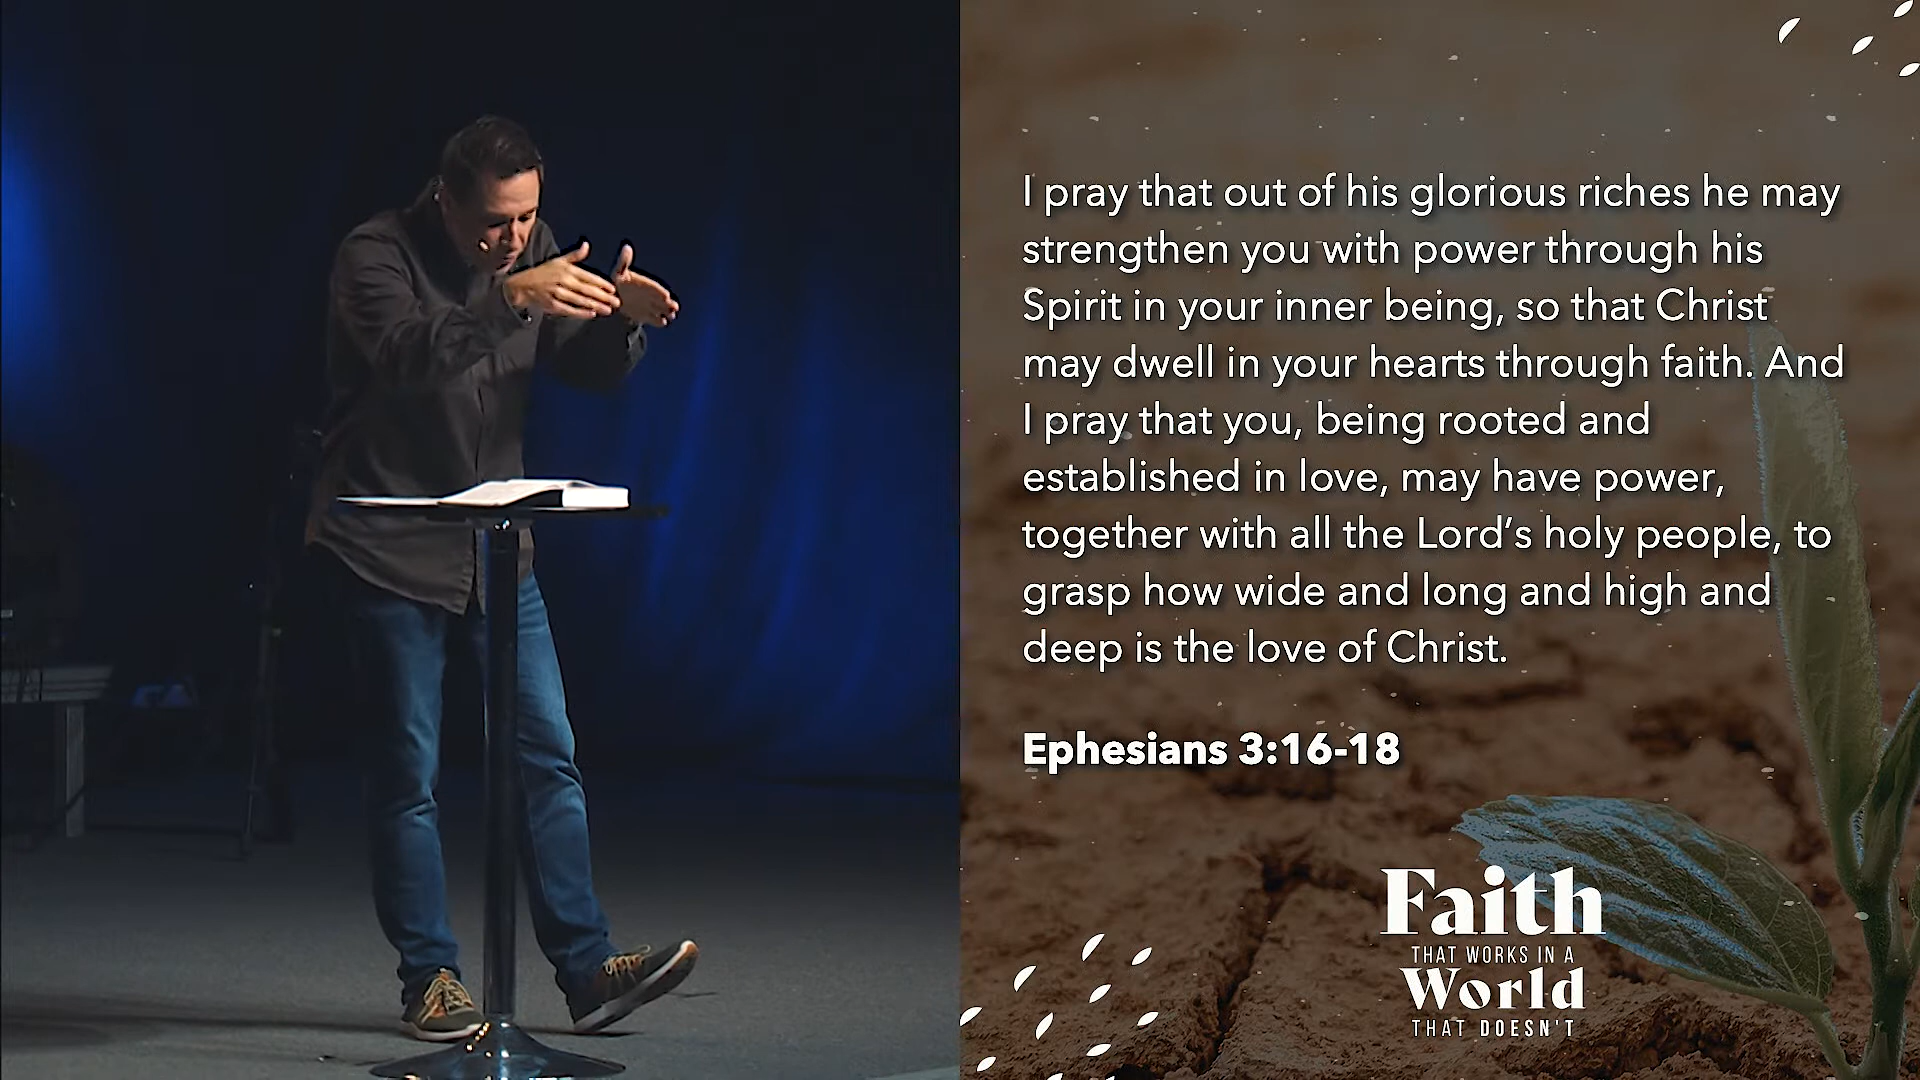 I pray that out of his glorious riches he may
strengthen you with power through his
Spirit in your inner being, so that Christ
may dwell in your hearts through faith. And
I pray that you, being rooted and
established in love, may have power,
together with all the Lord’s holy people, to
grasp how wide and long and high and
deep is the love of Christ.
Ephesians 3:16-18
Faith
THAT WORKS IN A
World
THAT DOESN'T